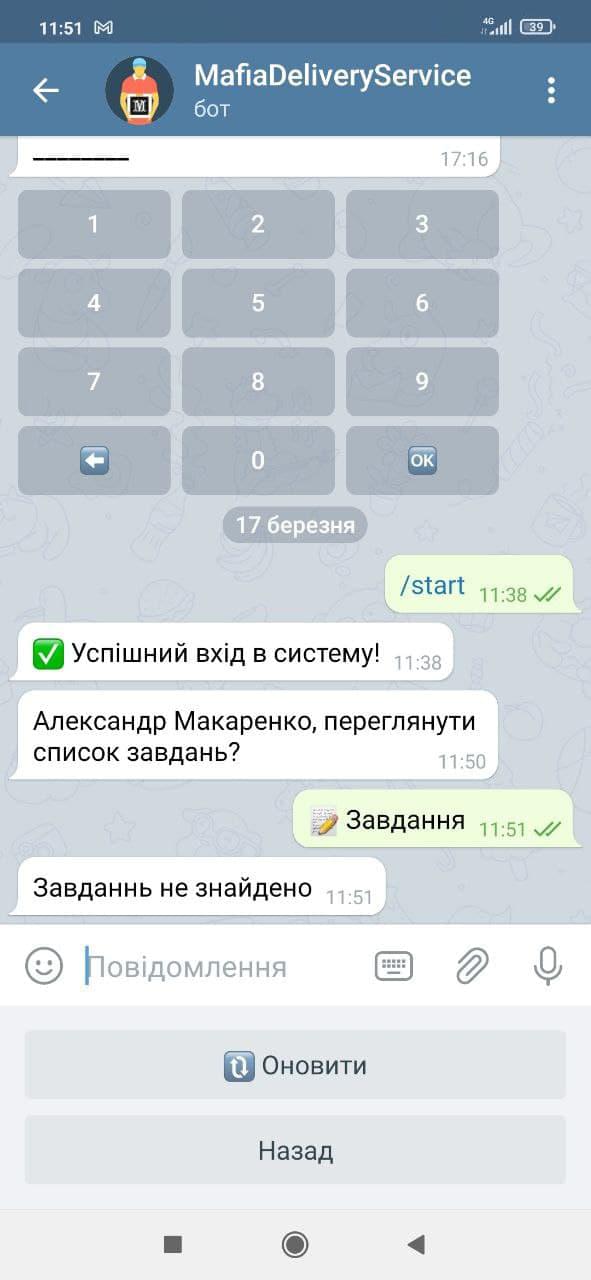 11:51
4G
39
MafiaDeliveryService
бот
M
________
17:16
1 2 3
4 5 6
7 8 9
0 OK
17 березня
/start 11:38
Успішний вхід в систему! 11:38
Александр Макаренко, переглянути
список завдань? 11:50
Завдання 11:51
Завданнь не знайдено 11:51
Повідомлення
Оновити
Назад